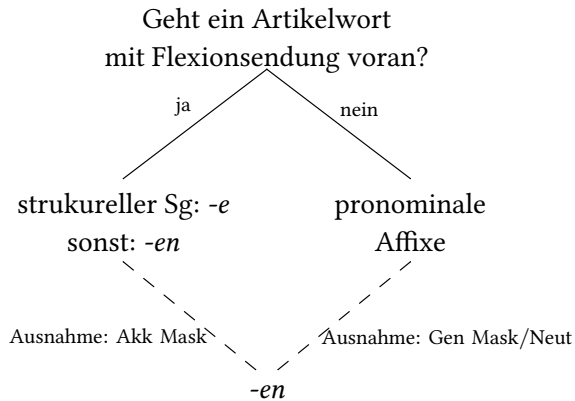 Geht ein Artikelwort
mit Flexionsendung voran?
ja
nein
strukureller Sg: -e
sonst: -en
pronominale
Affixe
Ausnahme: Akk Mask
Ausnahme: Gen Mask/Neut
-en